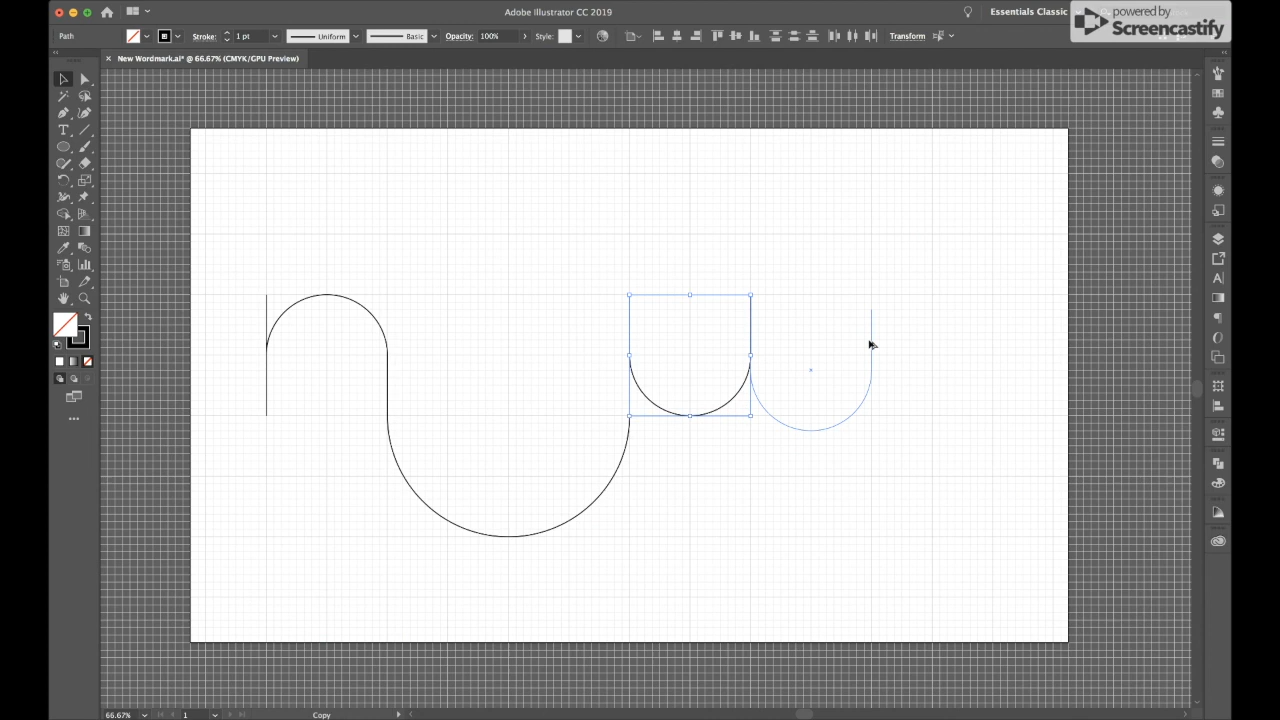 Adobe Illustrator CC 2019
Essentials Classic
powered by
Screencastify
Path
Stroke:
1 pt
Uniform
Basic
Opacity:
100%
Style:
Transform
× New Wordmark.ai* @ 66.67% (CMYK/GPU Preview)
66.67%
1
Copy